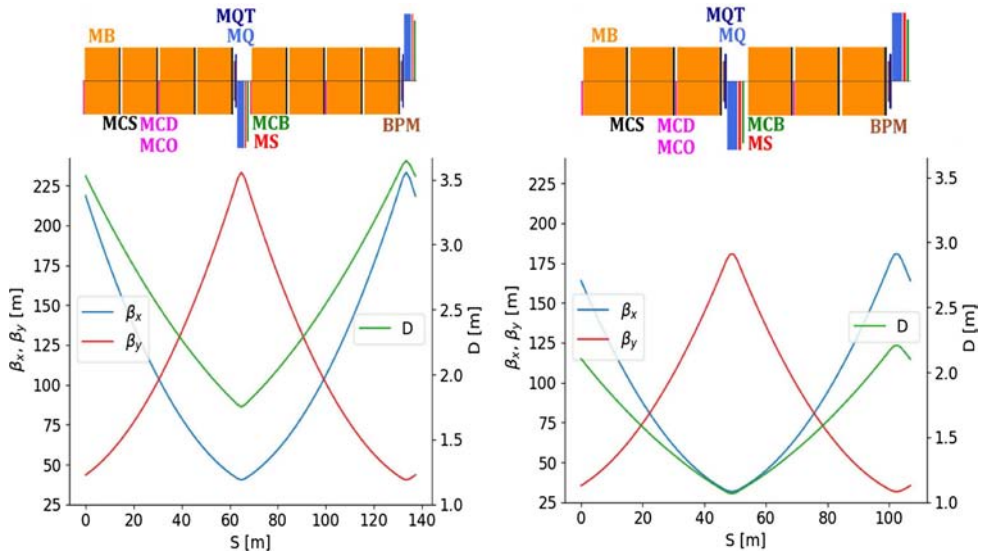 MQT
MB MQ
MCS MCD MCB BPM
MCO MS
225
200
175
150
125
100
75
50
25
βx, βy [m]
βx
βy
D
3.5
3.0
2.5
2.0
1.5
1.0
D [m]
0 20 40 60 80 100 120 140
S [m]
MQT
MB MQ
MCS MCD MCB BPM
MCO MS
225
200
175
150
125
100
75
50
25
βx, βy [m]
βx
βy
D
3.5
3.0
2.5
2.0
1.5
1.0
D [m]
0 20 40 60 80 100
S [m]